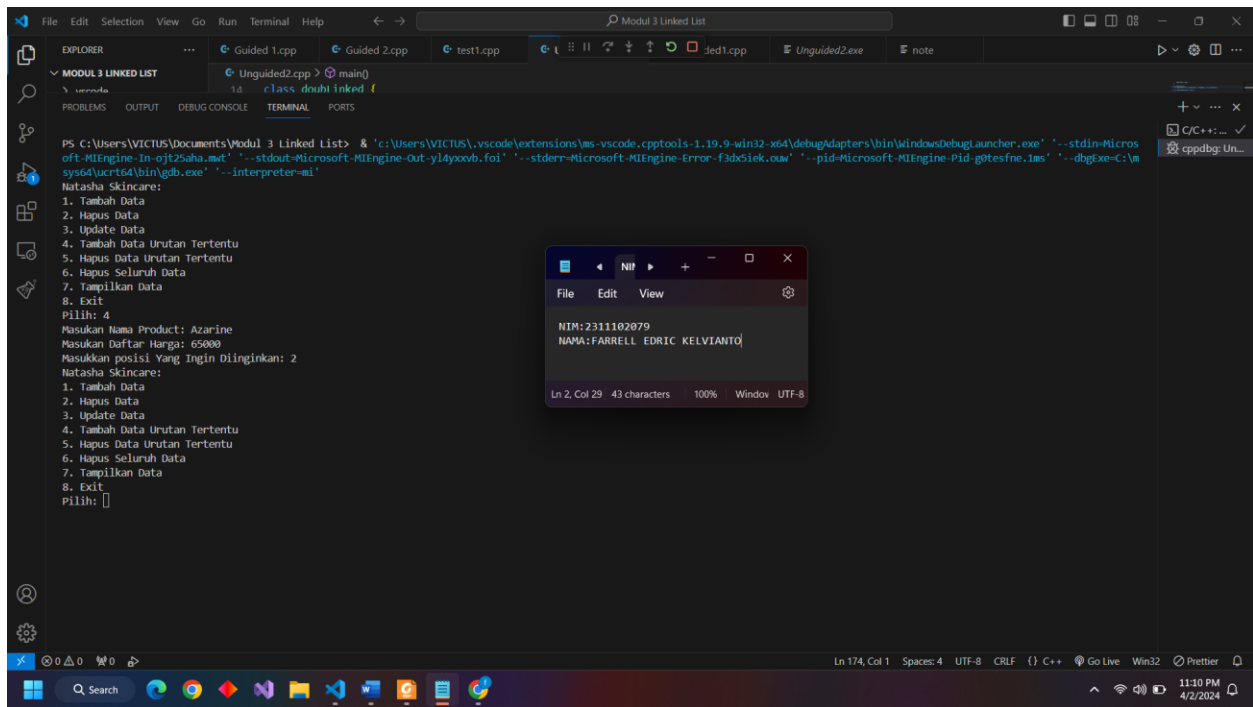 File Edit Selection View Go Run Terminal Help
Modul 3 Linked List
EXPLORER
Guided 1.cpp Guided 2.cpp test1.cpp ded1.cpp Unguided2.exe note
MODUL 3 LINKED LIST
Unguided2.cpp > main()
.vscode
14 class doubLinked {
PROBLEMS OUTPUT DEBUG CONSOLE TERMINAL PORTS
C/C++: ...
cppdbg: Un...
PS C:\Users\VICTUS\Documents\Modul 3 Linked List> & 'c:\Users\VICTUS\.vscode\extensions\ms-vscode.cpptools-1.19.9-win32-x64\debugAdapters\bin\WindowsDebugLauncher.exe' '--stdin=Micros
oft-MIEngine-In-ojt25aha.mwt' '--stdout=Microsoft-MIEngine-Out-yl4yxxvb.foi' '--stderr=Microsoft-MIEngine-Error-f3dx5iek.ouw' '--pid=Microsoft-MIEngine-Pid-g0tesfne.1ms' '--dbgExe=C:\m
sys64\ucrt64\bin\gdb.exe' '--interpreter=mi'
Natasha Skincare:
1. Tambah Data
2. Hapus Data
3. Update Data
4. Tambah Data Urutan Tertentu
5. Hapus Data Urutan Tertentu
6. Hapus Seluruh Data
7. Tampilkan Data
8. Exit
Pilih: 4
Masukan Nama Product: Azarine
Masukan Daftar Harga: 65000
Masukkan posisi Yang Ingin Diinginkan: 2
Natasha Skincare:
1. Tambah Data
2. Hapus Data
3. Update Data
4. Tambah Data Urutan Tertentu
5. Hapus Data Urutan Tertentu
6. Hapus Seluruh Data
7. Tampilkan Data
8. Exit
Pilih:
NIM
File Edit View
NIM:2311102079
NAMA:FARRELL EDRIC KELVIANTO
Ln 2, Col 29 43 characters 100% Window UTF-8
0 0 0 Ln 174, Col 1 Spaces: 4 UTF-8 CRLF {} C++ Go Live Win32 Prettier
Search
11:10 PM
4/2/2024